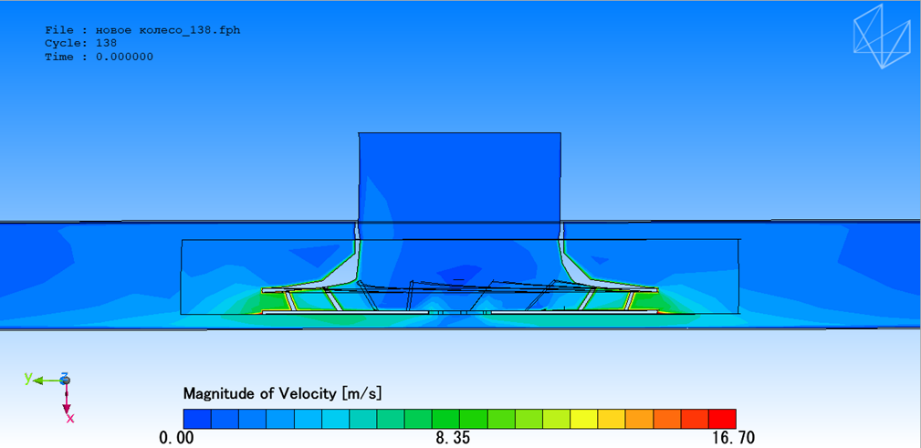 File : новое колесо_138.fph
Cycle: 138
Time : 0.000000
Z
Y
X
Magnitude of Velocity [m/s]
0.00 8.35 16.70